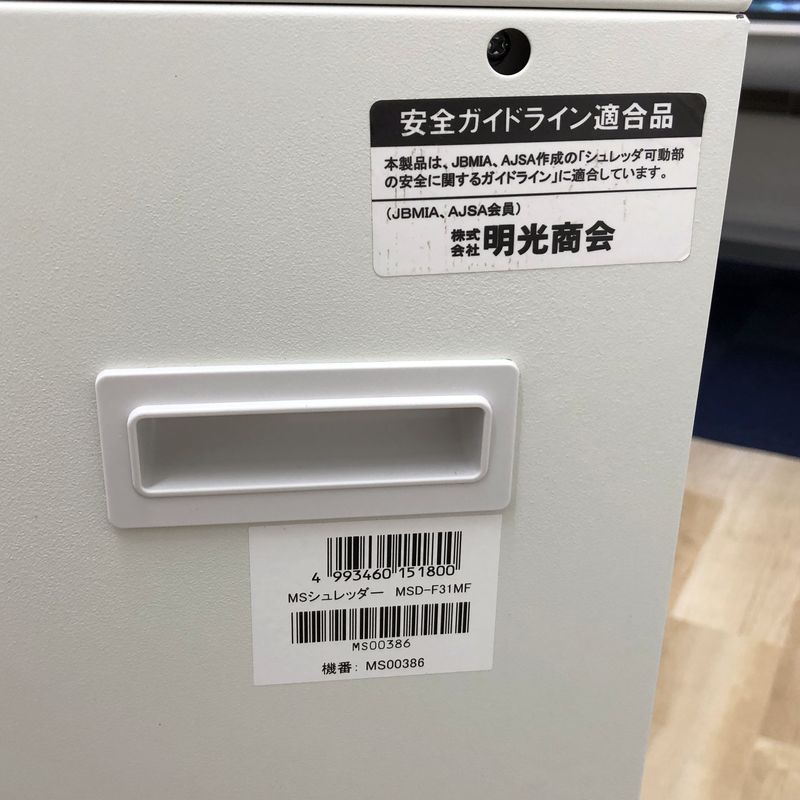 安全ガイドライン適合品
本製品は、JBMIA、AJSA作成の「シュレッダ可動部
の安全に関するガイドライン」に適合しています。
(JBMIA、AJSA会員)
株式会社 明光商会
4 993460 151800
MSシュレッダー MSD-F31MF
MS00386
機番: MS00386